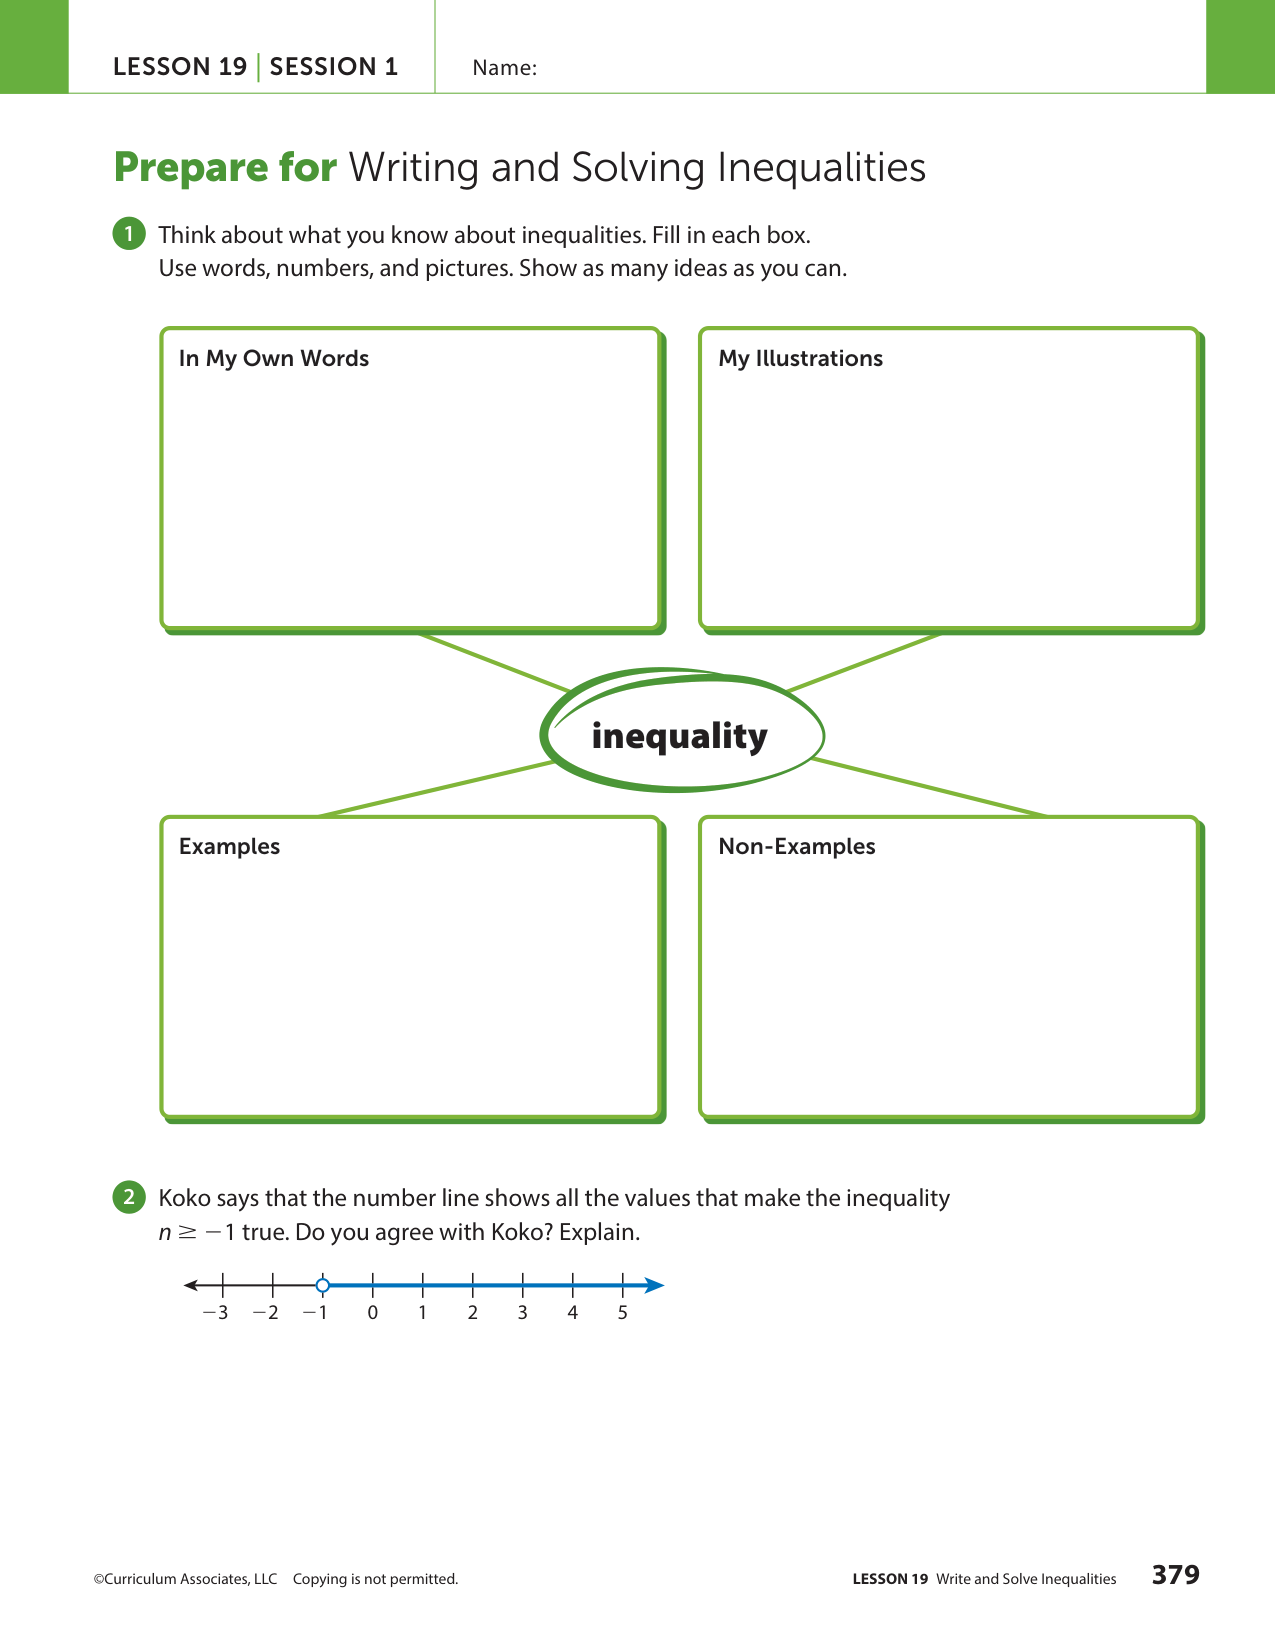 LESSON 19 | SESSION 1
Name:
Prepare for Writing and Solving Inequalities
1 Think about what you know about inequalities. Fill in each box.
Use words, numbers, and pictures. Show as many ideas as you can.
In My Own Words
My Illustrations
inequality
Examples
Non-Examples
2 Koko says that the number line shows all the values that make the inequality
n ≥ −1 true. Do you agree with Koko? Explain.
−3 −2 −1 0 1 2 3 4 5
©Curriculum Associates, LLC Copying is not permitted.
LESSON 19 Write and Solve Inequalities 379